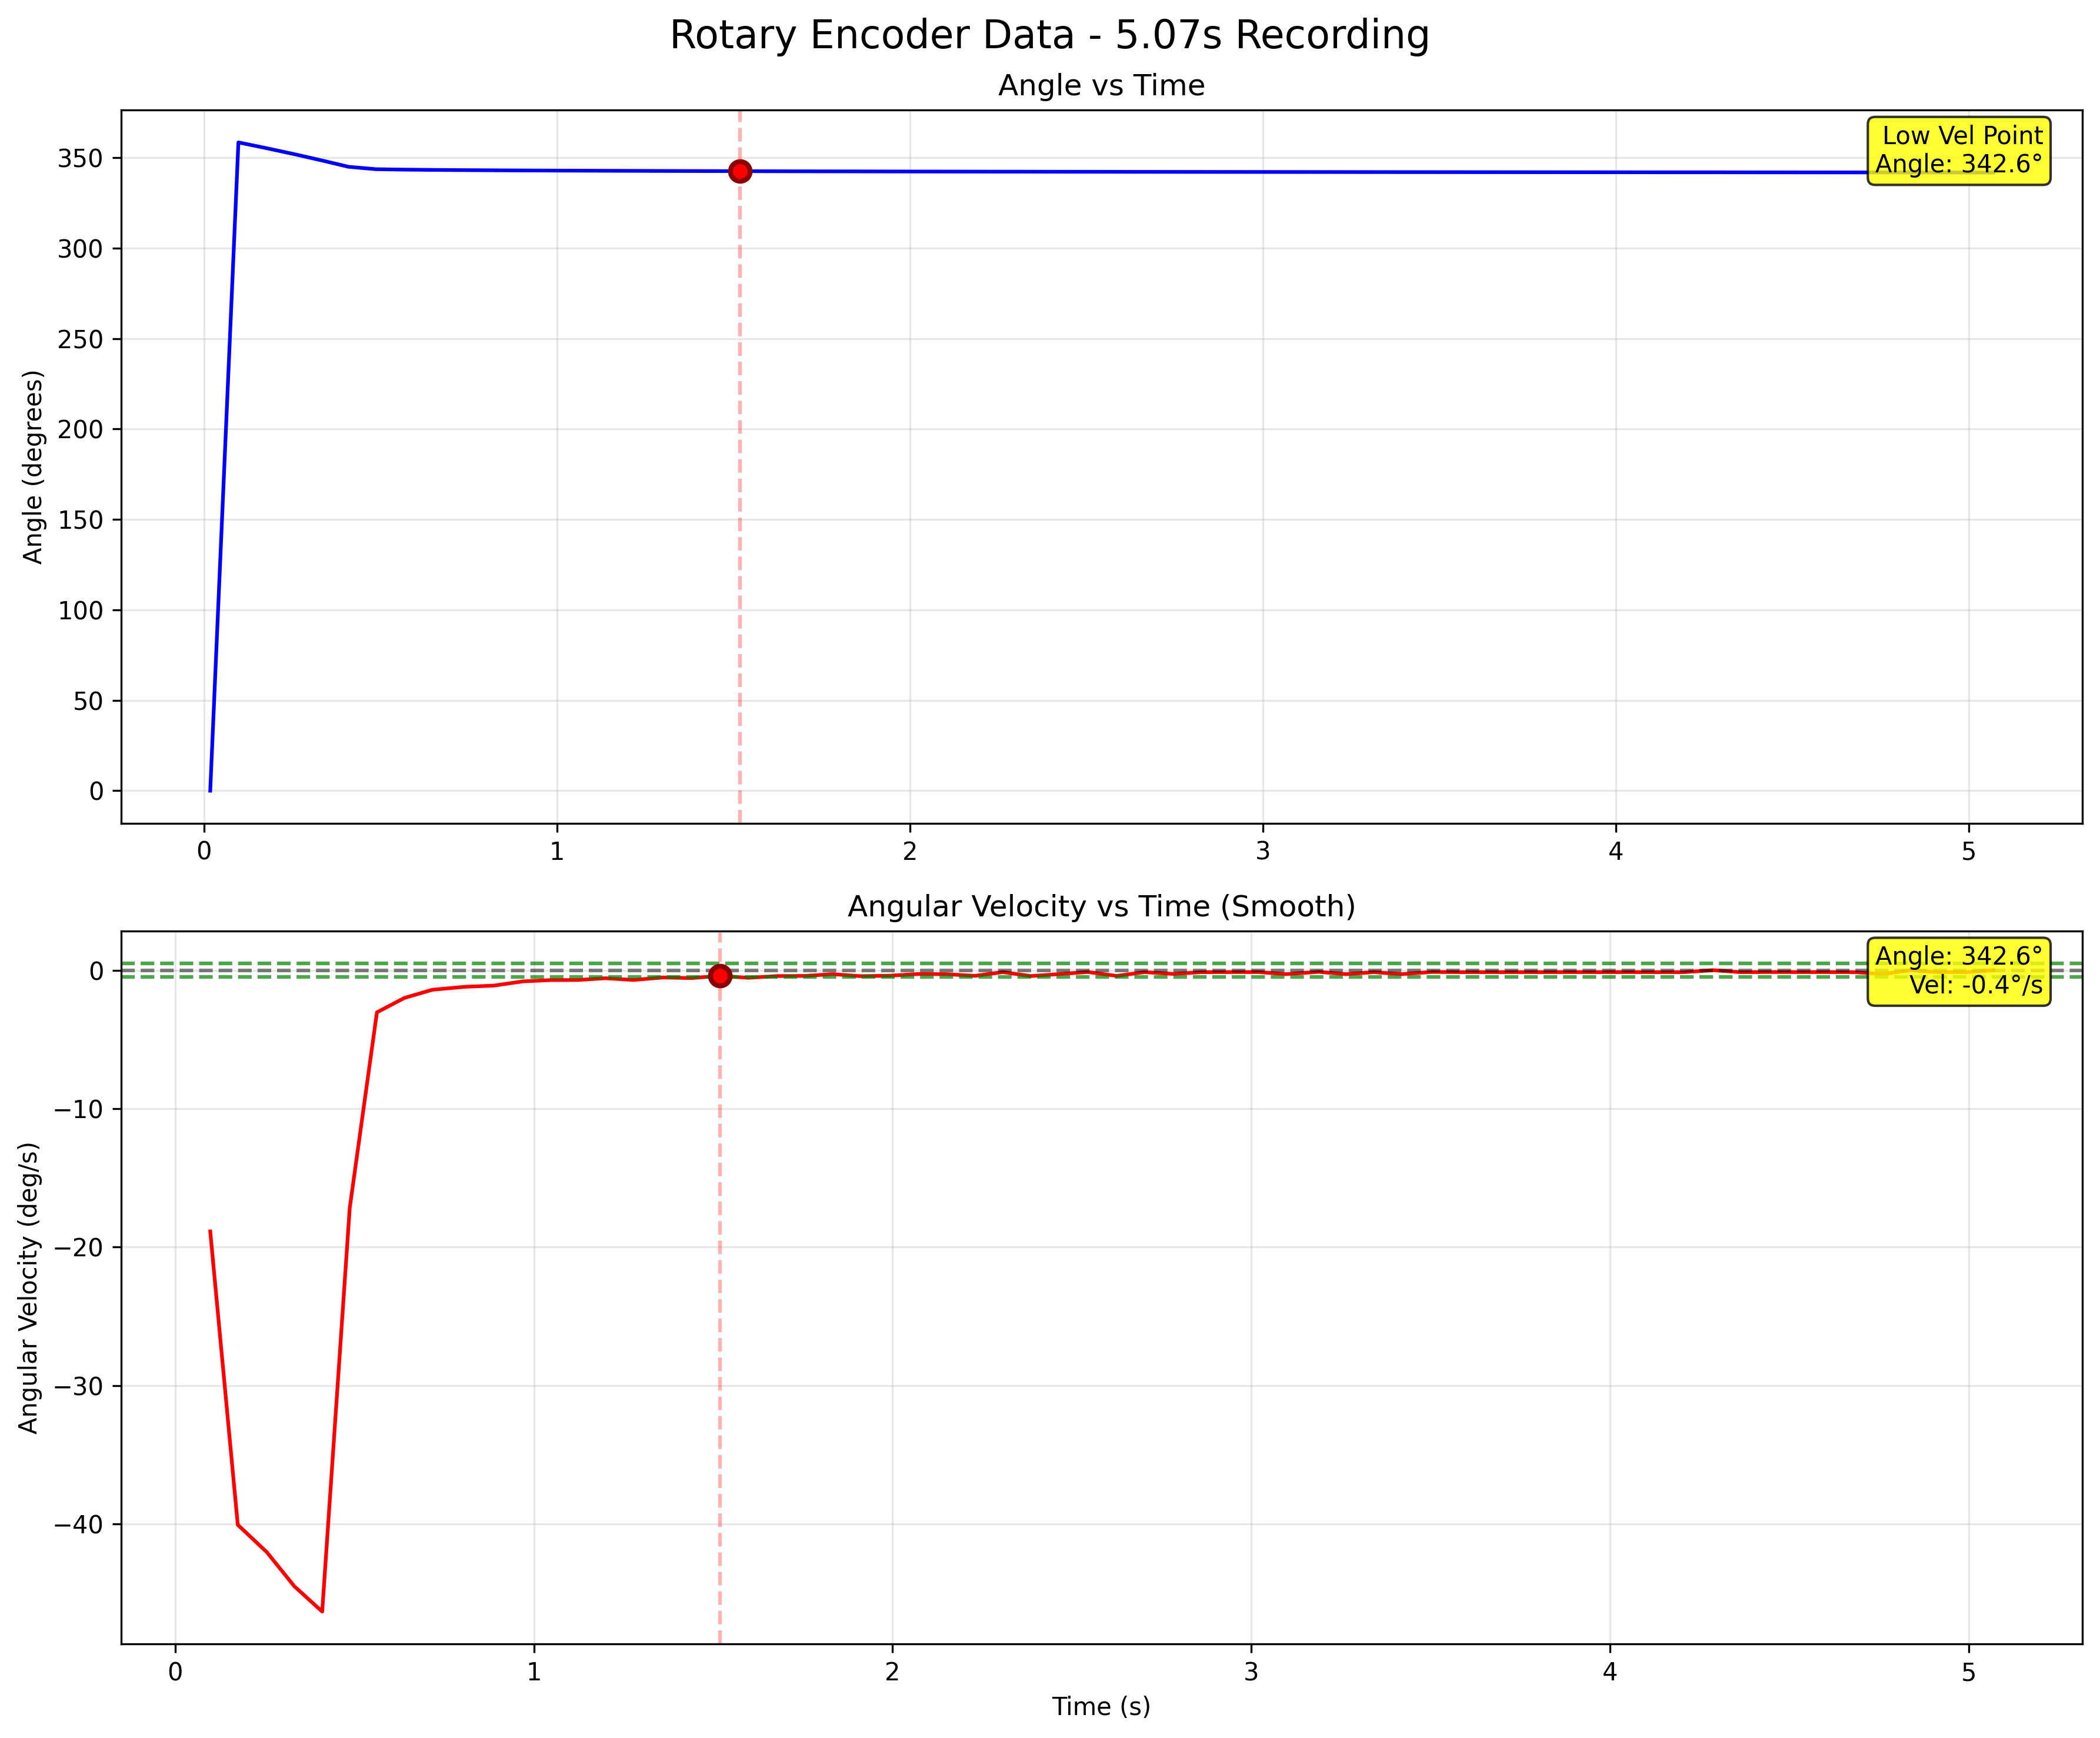 Rotary Encoder Data - 5.07s Recording
Angle vs Time
Low Vel Point
Angle: 342.6°
Angle (degrees)
350
300
250
200
150
100
50
0
0 1 2 3 4 5
Angular Velocity vs Time (Smooth)
Angle: 342.6°
Vel: -0.4°/s
Angular Velocity (deg/s)
0
−10
−20
−30
−40
0 1 2 3 4 5
Time (s)